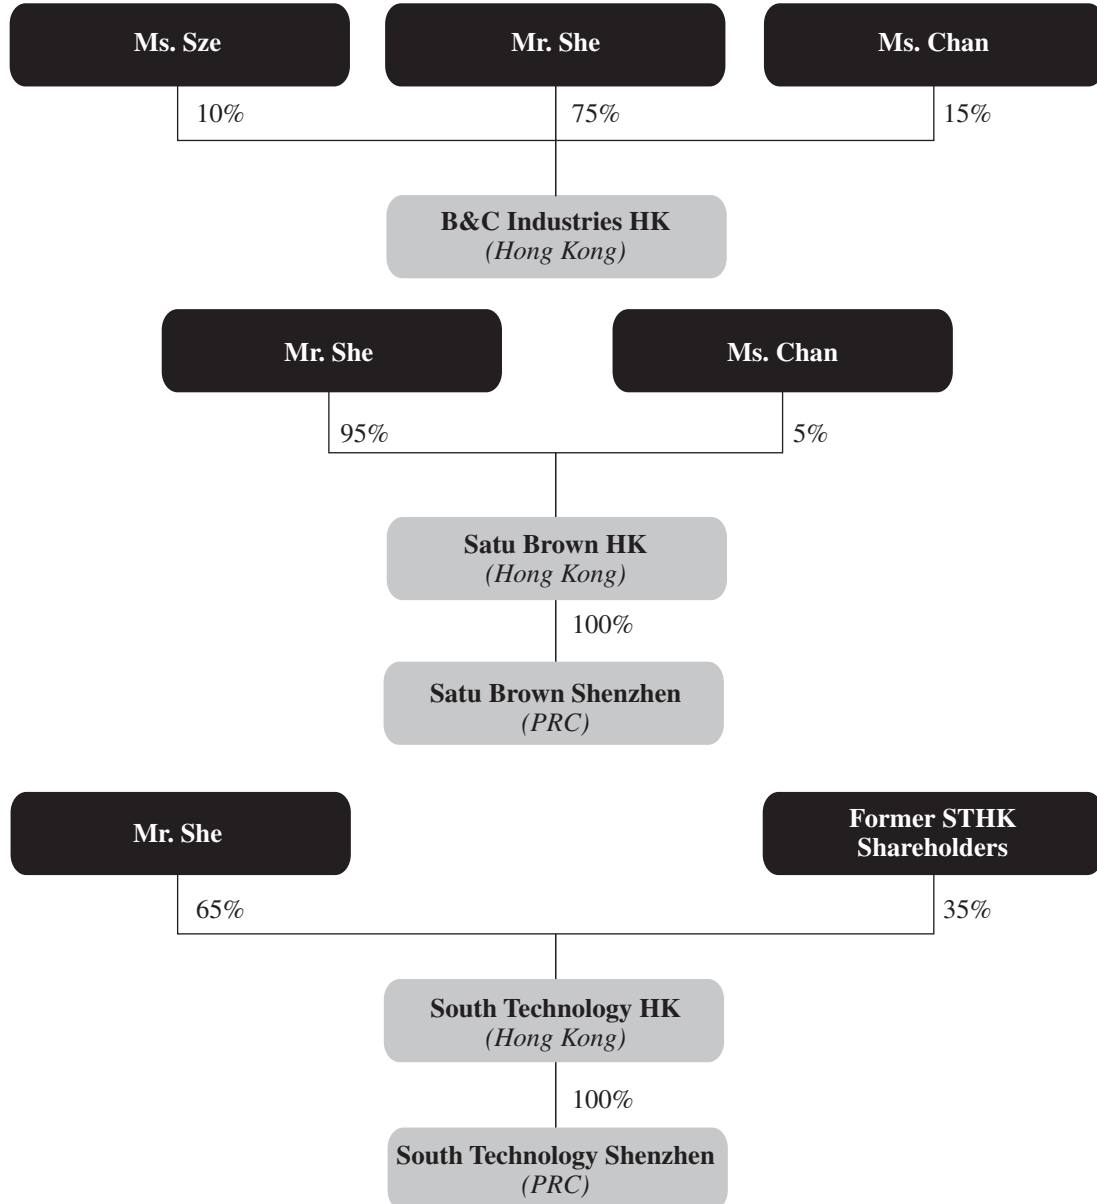 Ms. Sze
Mr. She
Ms. Chan
10%
75%
15%
B&C Industries HK
(Hong Kong)
Mr. She
Ms. Chan
95%
5%
Satu Brown HK
(Hong Kong)
100%
Satu Brown Shenzhen
(PRC)
Mr. She
Former STHK
Shareholders
65%
35%
South Technology HK
(Hong Kong)
100%
South Technology Shenzhen
(PRC)